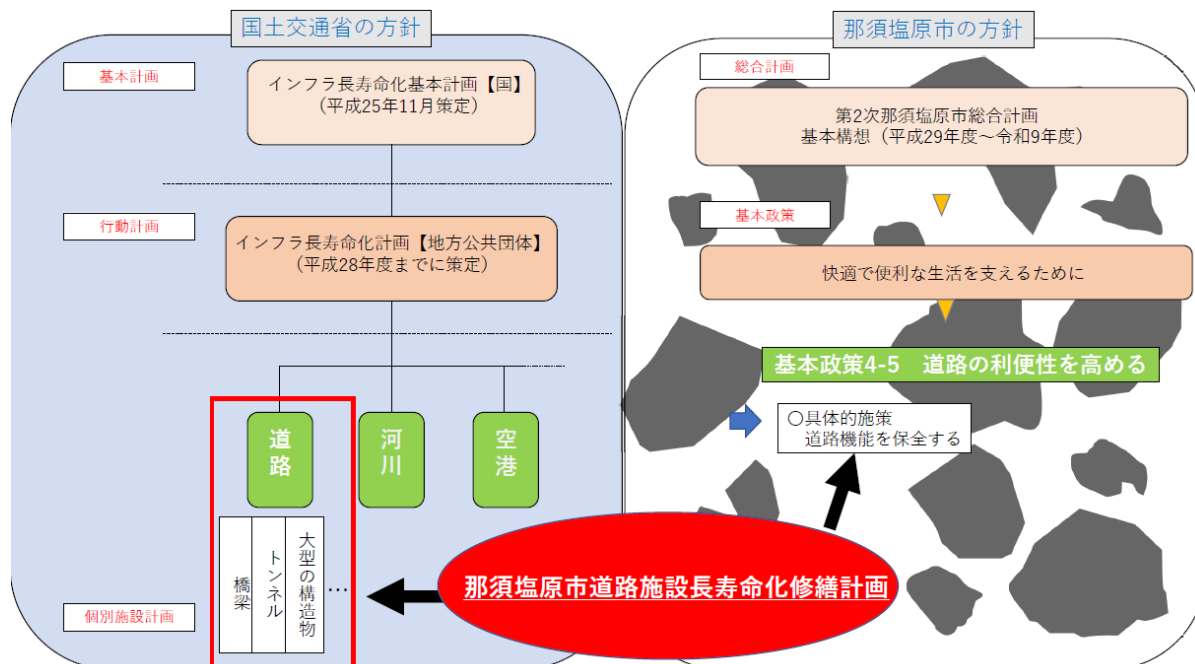 国土交通省の方針
基本計画
インフラ長寿命化基本計画【国】
(平成25年11月策定)
行動計画
インフラ長寿命化計画【地方公共団体】
(平成28年度までに策定)
道路
河川
空港
橋梁
トンネル
大型の構造物
…
個別施設計画
那須塩原市の方針
総合計画
第2次那須塩原市総合計画
基本構想（平成29年度～令和9年度）
基本政策
快適で便利な生活を支えるために
基本政策4-5　道路の利便性を高める
〇具体的施策
道路機能を保全する
那須塩原市道路施設長寿命化修繕計画